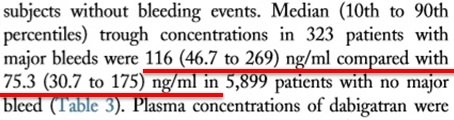 subjects without bleeding events. Median (10th to 90th
percentiles) trough concentrations in 323 patients with
major bleeds were 116 (46.7 to 269) ng/ml compared with
75.3 (30.7 to 175) ng/ml in 5,899 patients with no major
bleed (Table 3). Plasma concentrations of dabigatran were